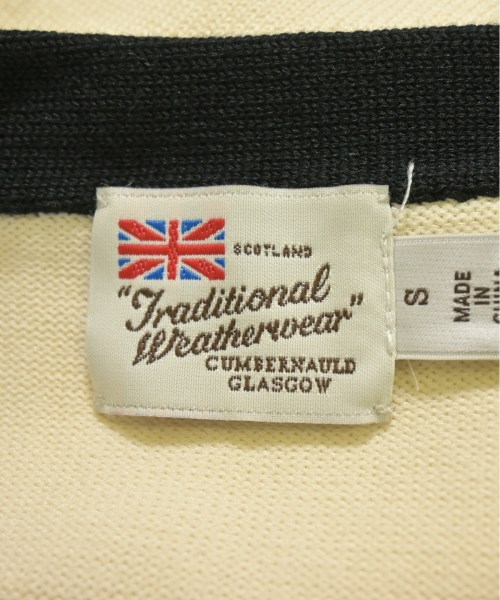 SCOTLAND
"Traditional
Weatherwear"
CUMBERNAULD
GLASGOW
S
MADE
IN